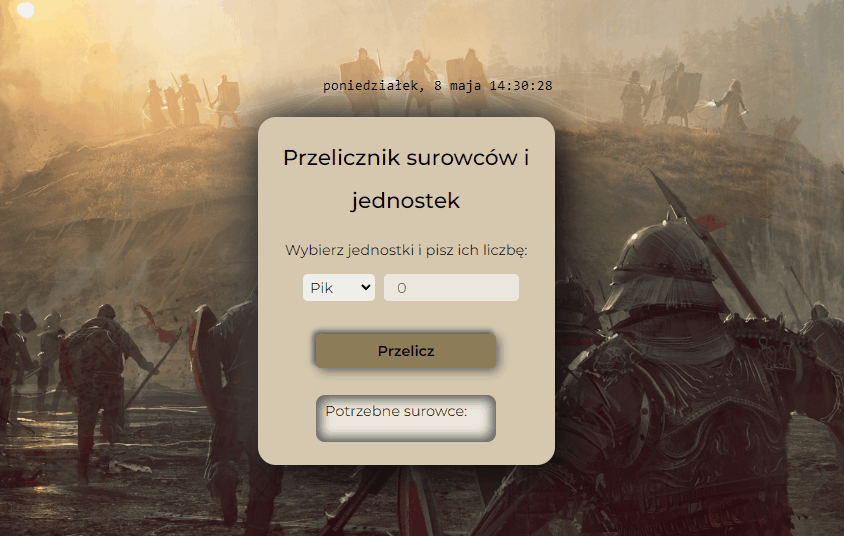 poniedziałek, 8 maja 14:30:28
Przelicznik surowców i
jednostek
Wybierz jednostki i pisz ich liczbę:
Pik 0
Przelicz
Potrzebne surowce: